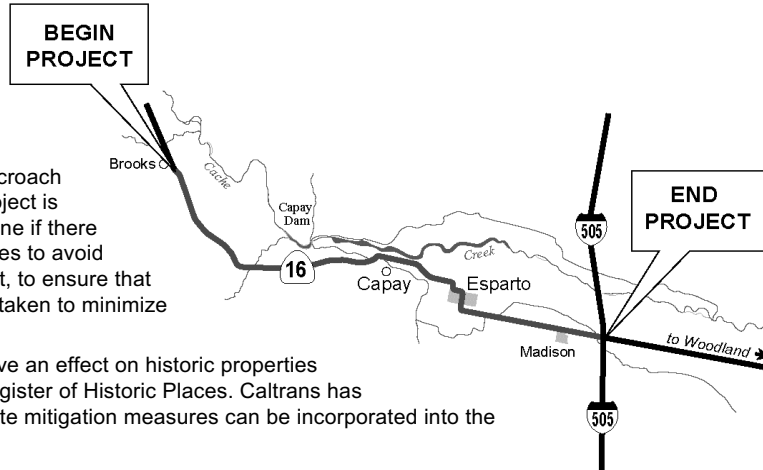 BEGIN
PROJECT
Brooks
Cache
croach
oject is
ne if there
es to avoid
t, to ensure that
taken to minimize
Capay
Dam
16
Creek
Capay
Esparto
Madison
505
END
PROJECT
to Woodland
505
ve an effect on historic properties
egister of Historic Places. Caltrans has
te mitigation measures can be incorporated into the